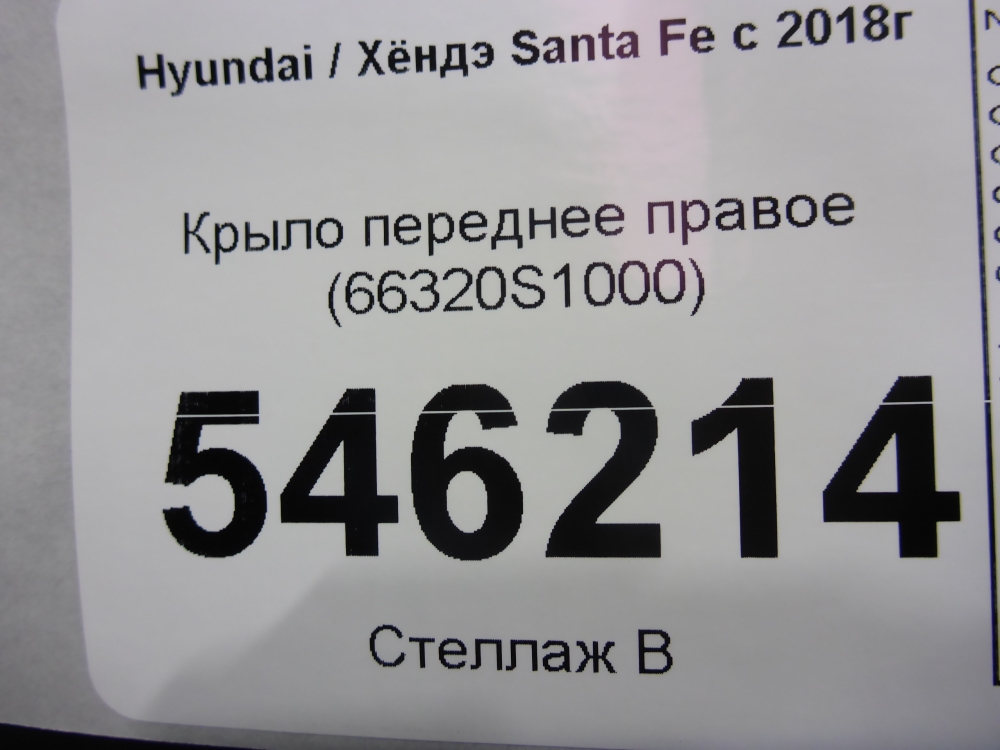 Hyundai / Хёндэ Santa Fe с 2018г
Крыло переднее правое
(66320S1000)
546214
Стеллаж В